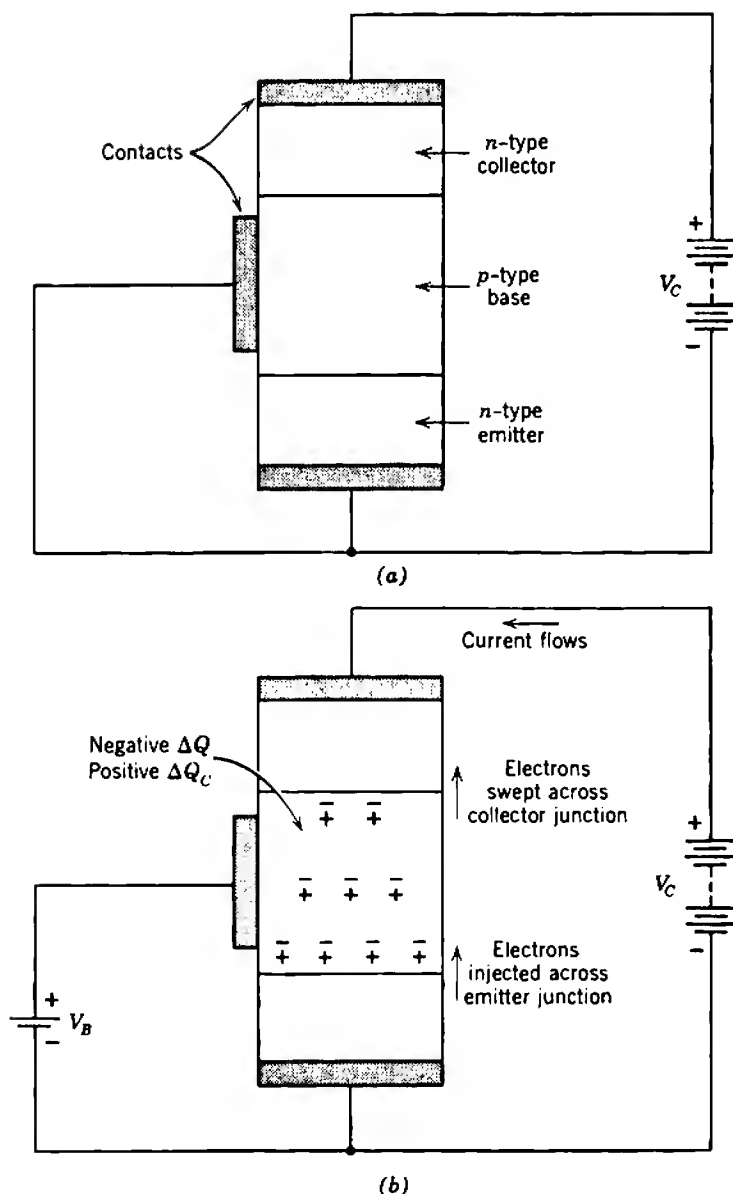 Contacts
n-type
collector
p-type
base
n-type
emitter
+
V_C
-
(a)
Current flows
Negative ΔQ
Positive ΔQ_C
Electrons
swept across
collector junction
- -
+ +
- - -
+ + +
- - - -
+ + + +
Electrons
injected across
emitter junction
+
V_C
-
+
V_B
-
(b)